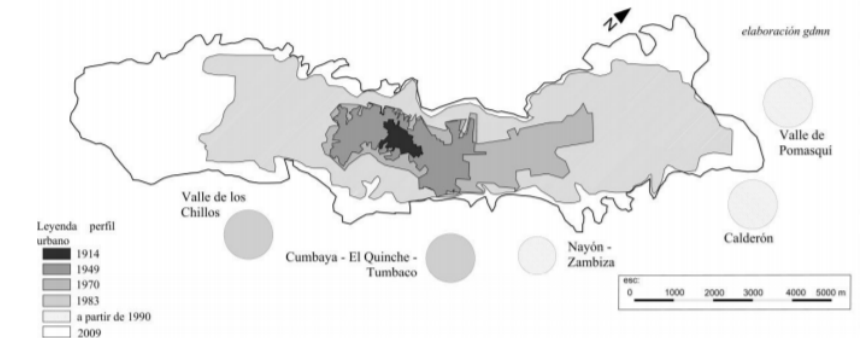 N
elaboración gdmn
Valle de
Pomasqui
Calderón
Nayón -
Zambiza
Cumbaya - El Quinche -
Tumbaco
Valle de los
Chillos
Leyenda perfil
urbano
1914
1949
1970
1983
a partir de 1990
2009
esc:
0 1000 2000 3000 4000 5000 m